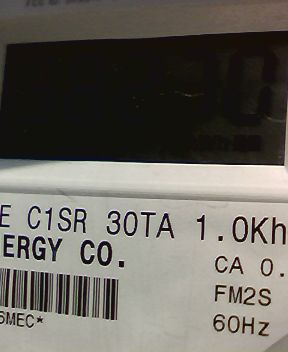 E C1SR 30TA 1.0Kh
ERGY CO.
CA 0.
FM2S
60Hz
6MEC*